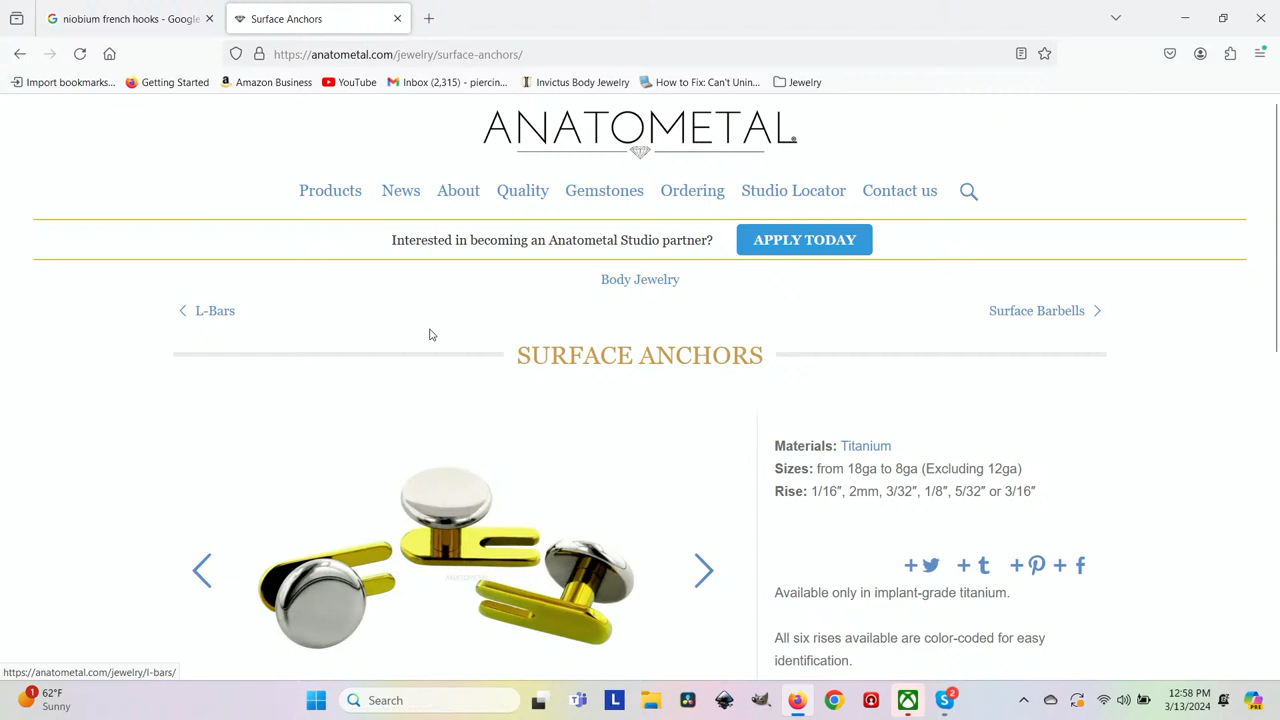 niobium french hooks - Google
Surface Anchors
https://anatometal.com/jewelry/surface-anchors/
Import bookmarks...
Getting Started
Amazon Business
YouTube
Inbox (2,315) - piercin...
Invictus Body Jewelry
How to Fix: Can't Unin...
Jewelry
ANATOMETAL
Products
News
About
Quality
Gemstones
Ordering
Studio Locator
Contact us
Interested in becoming an Anatometal Studio partner?
APPLY TODAY
Body Jewelry
L-Bars
Surface Barbells
SURFACE ANCHORS
Materials: Titanium
Sizes: from 18ga to 8ga (Excluding 12ga)
Rise: 1/16″, 2mm, 3/32″, 1/8″, 5/32″ or 3/16″
Available only in implant-grade titanium.
All six rises available are color-coded for easy
identification.
https://anatometal.com/jewelry/l-bars/
1
62°F
Sunny
Search
L
2
12:58 PM
3/13/2024
PRE